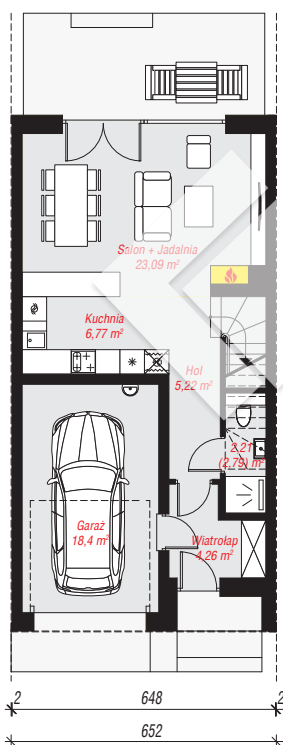 Salon + Jadalnia
23,09 m²
Kuchnia
6,77 m²
Hol
5,22 m²
2,21
(2,79) m²
Garaż
18,4 m²
Wiatrołap
4,26 m²
2 648 2
652